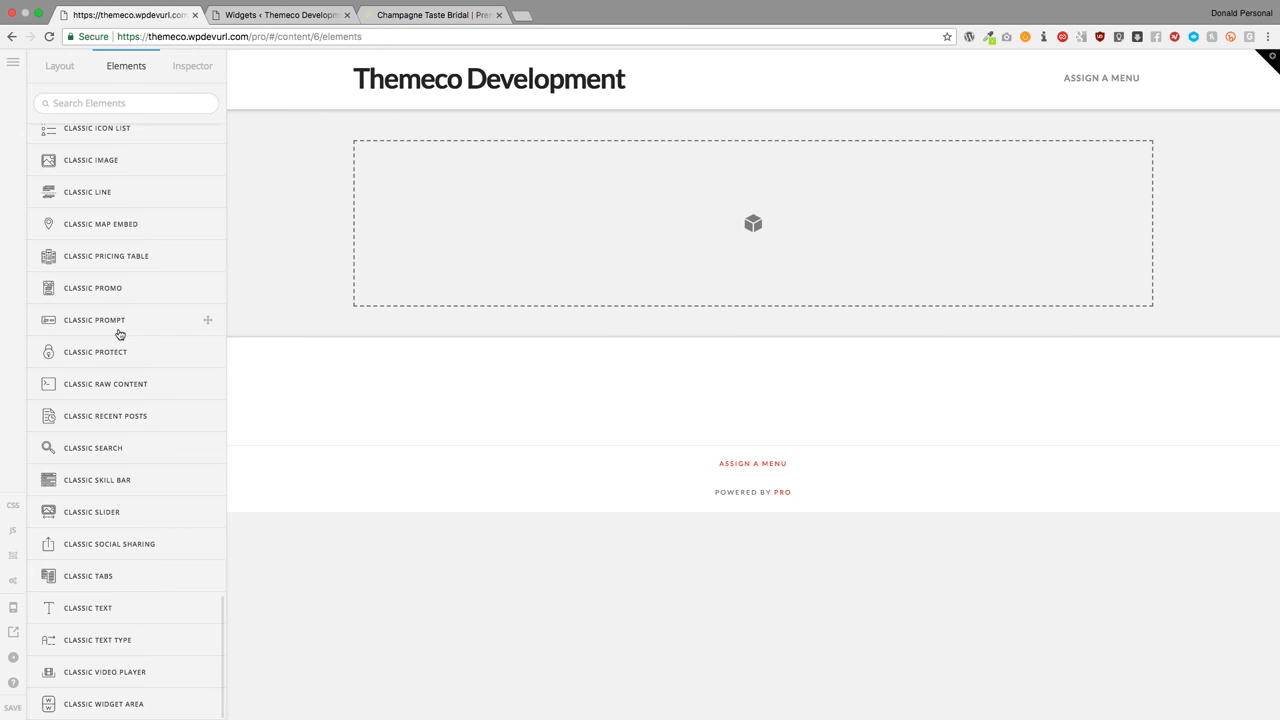 https://themeco.wpdevurl.co
Widgets ‹ Themeco Developm
Champagne Taste Bridal | Pre
Donald Personal
Secure
https://themeco.wpdevurl.com/pro/#/content/6/elements
Layout
Elements
Inspector
Search Elements
CLASSIC ICON LIST
CLASSIC IMAGE
CLASSIC LINE
CLASSIC MAP EMBED
CLASSIC PRICING TABLE
CLASSIC PROMO
CLASSIC PROMPT
CLASSIC PROTECT
CLASSIC RAW CONTENT
CLASSIC RECENT POSTS
CLASSIC SEARCH
CLASSIC SKILL BAR
CLASSIC SLIDER
CLASSIC SOCIAL SHARING
CLASSIC TABS
CLASSIC TEXT
CLASSIC TEXT TYPE
CLASSIC VIDEO PLAYER
CLASSIC WIDGET AREA
CSS
JS
SAVE
Themeco Development
ASSIGN A MENU
ASSIGN A MENU
POWERED BY PRO